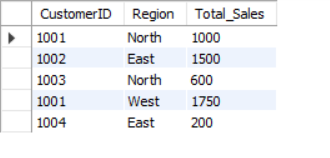 CustomerID Region Total_Sales
1001 North 1000
1002 East 1500
1003 North 600
1001 West 1750
1004 East 200